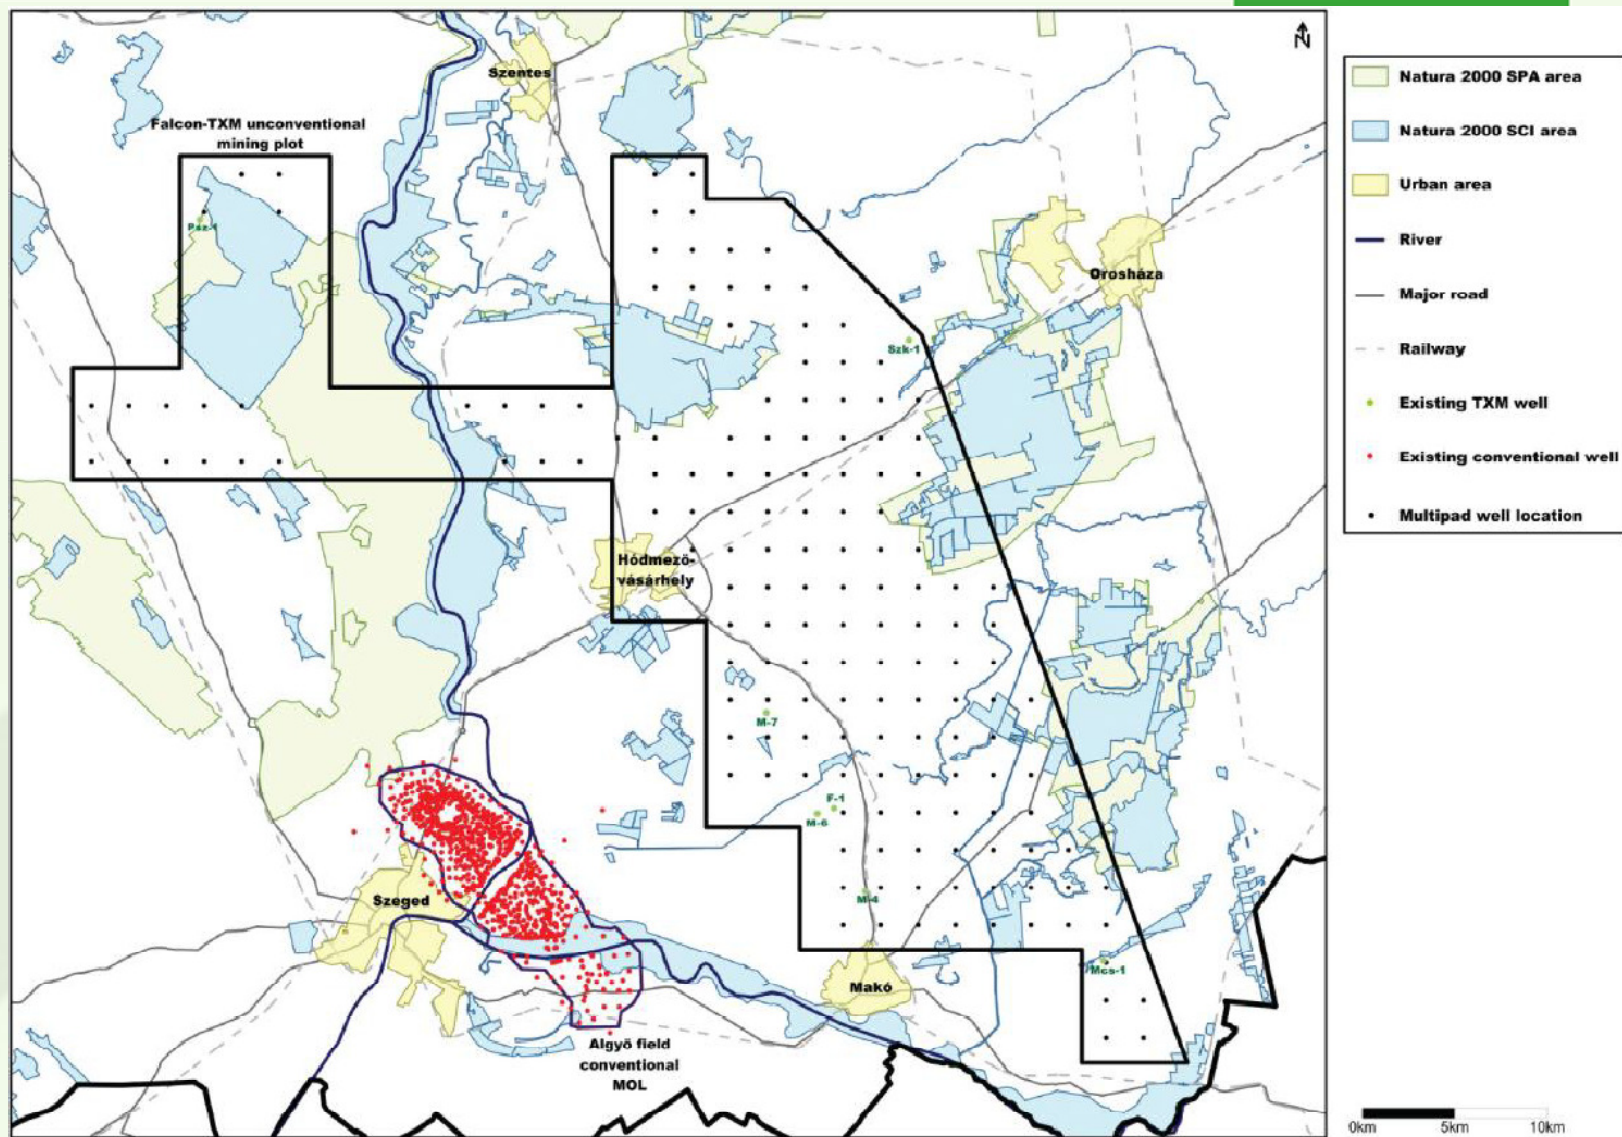 N
Szentes
Falcon-TXM unconventional
mining plot
Psz-1
Orosháza
Szk-1
Hódmező-
vásárhely
M-7
F-1
M-6
M-4
Szeged
Mcs-1
Makó
Algyő field
conventional
MOL
Natura 2000 SPA area
Natura 2000 SCI area
Urban area
River
Major road
Railway
Existing TXM well
Existing conventional well
Multipad well location
0km 5km 10km